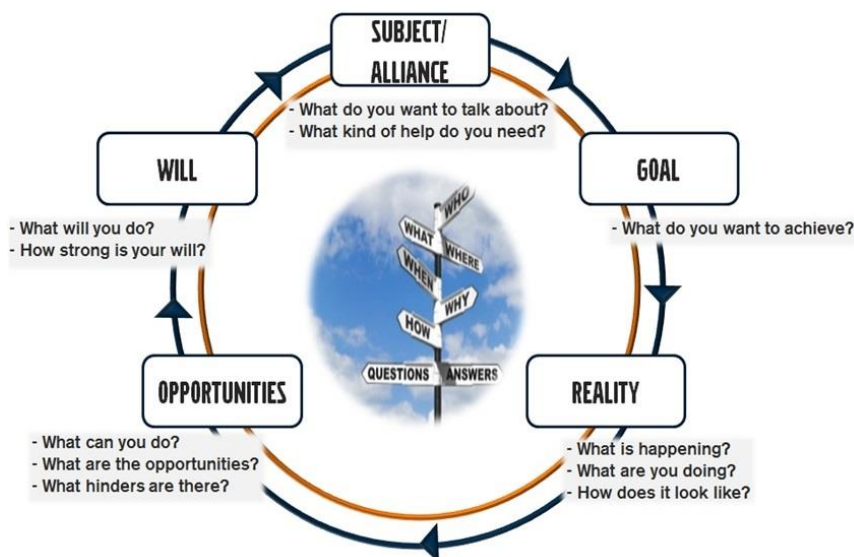 SUBJECT/
ALLIANCE
- What do you want to talk about?
- What kind of help do you need?
GOAL
- What do you want to achieve?
REALITY
- What is happening?
- What are you doing?
- How does it look like?
OPPORTUNITIES
- What can you do?
- What are the opportunities?
- What hinders are there?
WILL
- What will you do?
- How strong is your will?
WHO
WHAT
WHERE
WHEN
WHY
HOW
QUESTIONS
ANSWERS